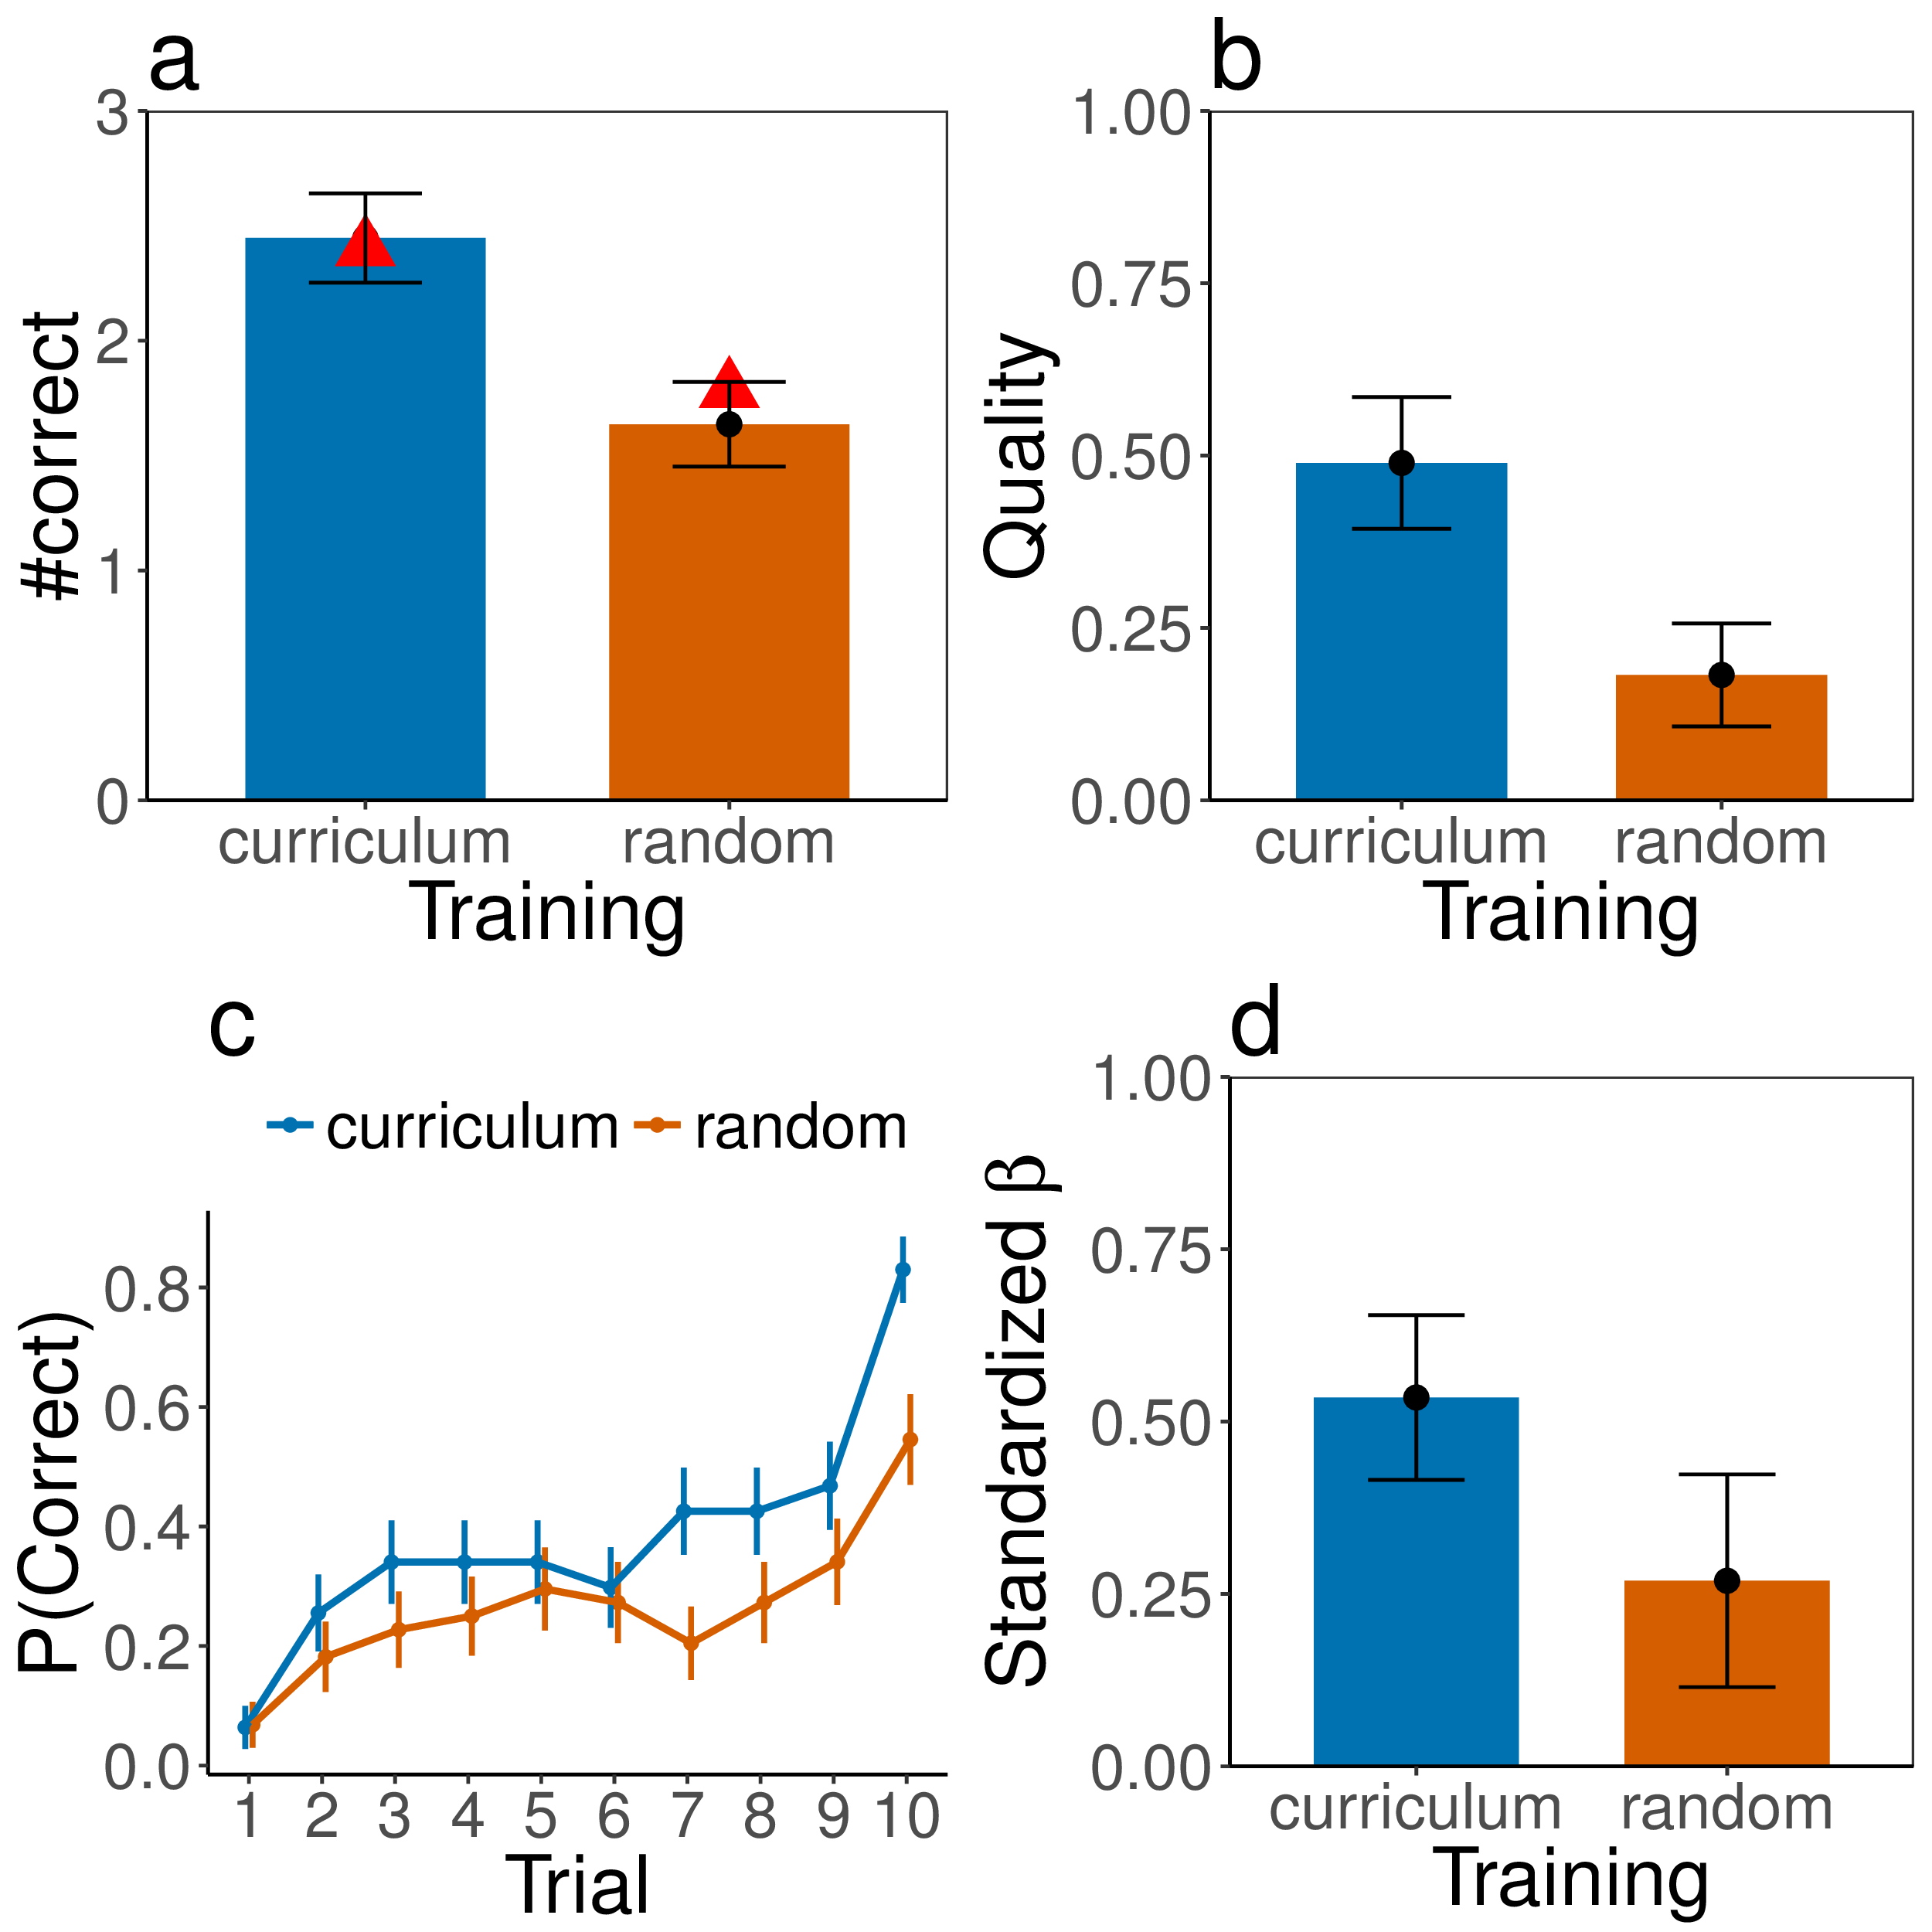 a
3
2
1
0
#correct
curriculum random
Training
b
1.00
0.75
0.50
0.25
0.00
Quality
curriculum random
Training
c
curriculum random
0.8
0.6
0.4
0.2
0.0
P(Correct)
1 2 3 4 5 6 7 8 9 10
Trial
d
1.00
0.75
0.50
0.25
0.00
Standardized β
curriculum random
Training